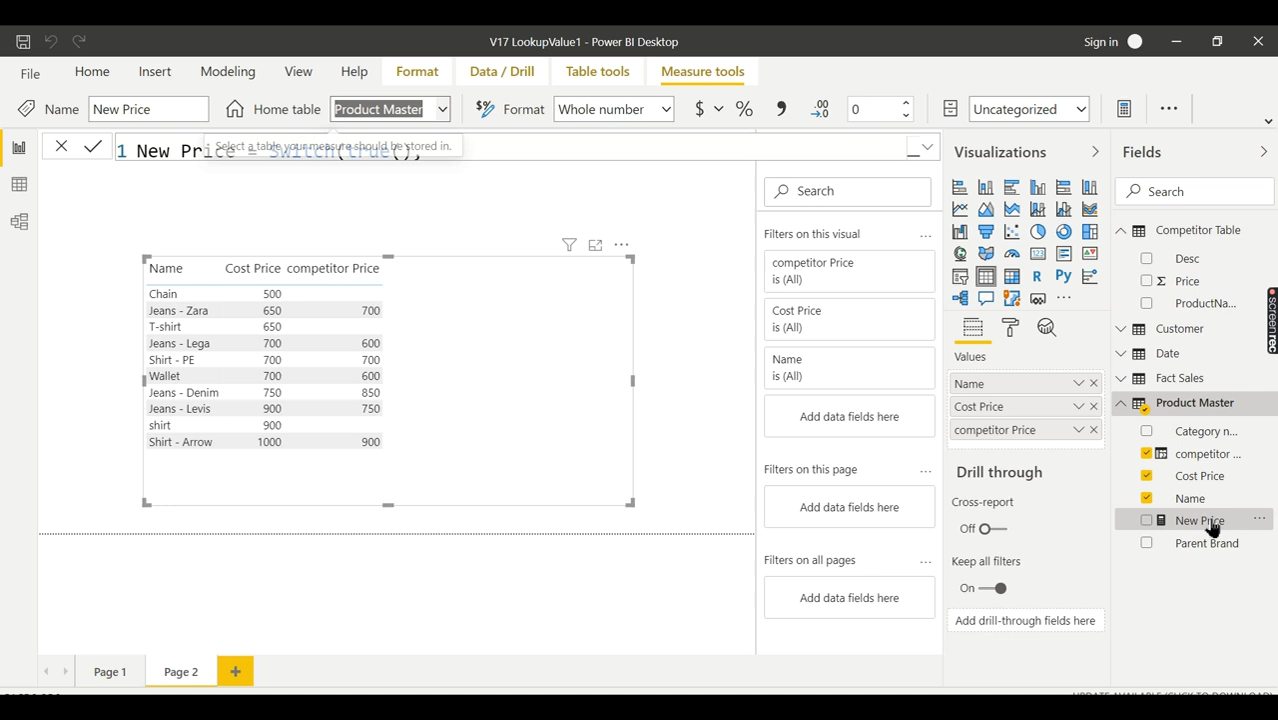 V17 LookupValue1 - Power BI Desktop
Sign in
File Home Insert Modeling View Help Format Data / Drill Table tools Measure tools
Name New Price Home table Product Master Format Whole number $ % 0 Uncategorized
Select a table your measure should be stored in.
1 New Price = Switch(true(),
Visualizations
Fields
Search
Search
Filters on this visual
competitor Price
is (All)
Cost Price
is (All)
Name
is (All)
Add data fields here
Filters on this page
Add data fields here
Filters on all pages
Add data fields here
Name Cost Price competitor Price
Chain 500
Jeans - Zara 650 700
T-shirt 650
Jeans - Lega 700 600
Shirt - PE 700 700
Wallet 700 600
Jeans - Denim 750 850
Jeans - Levis 900 750
shirt 900
Shirt - Arrow 1000 900
R Py
Values
Name
Cost Price
competitor Price
Drill through
Cross-report
Off
Keep all filters
On
Add drill-through fields here
Competitor Table
Desc
Price
ProductNa...
Customer
Date
Fact Sales
Product Master
Category n...
competitor ...
Cost Price
Name
New Price
Parent Brand
screenrec
Page 1 Page 2
UPDATE AVAILABLE (CLICK TO DOWNLOAD)